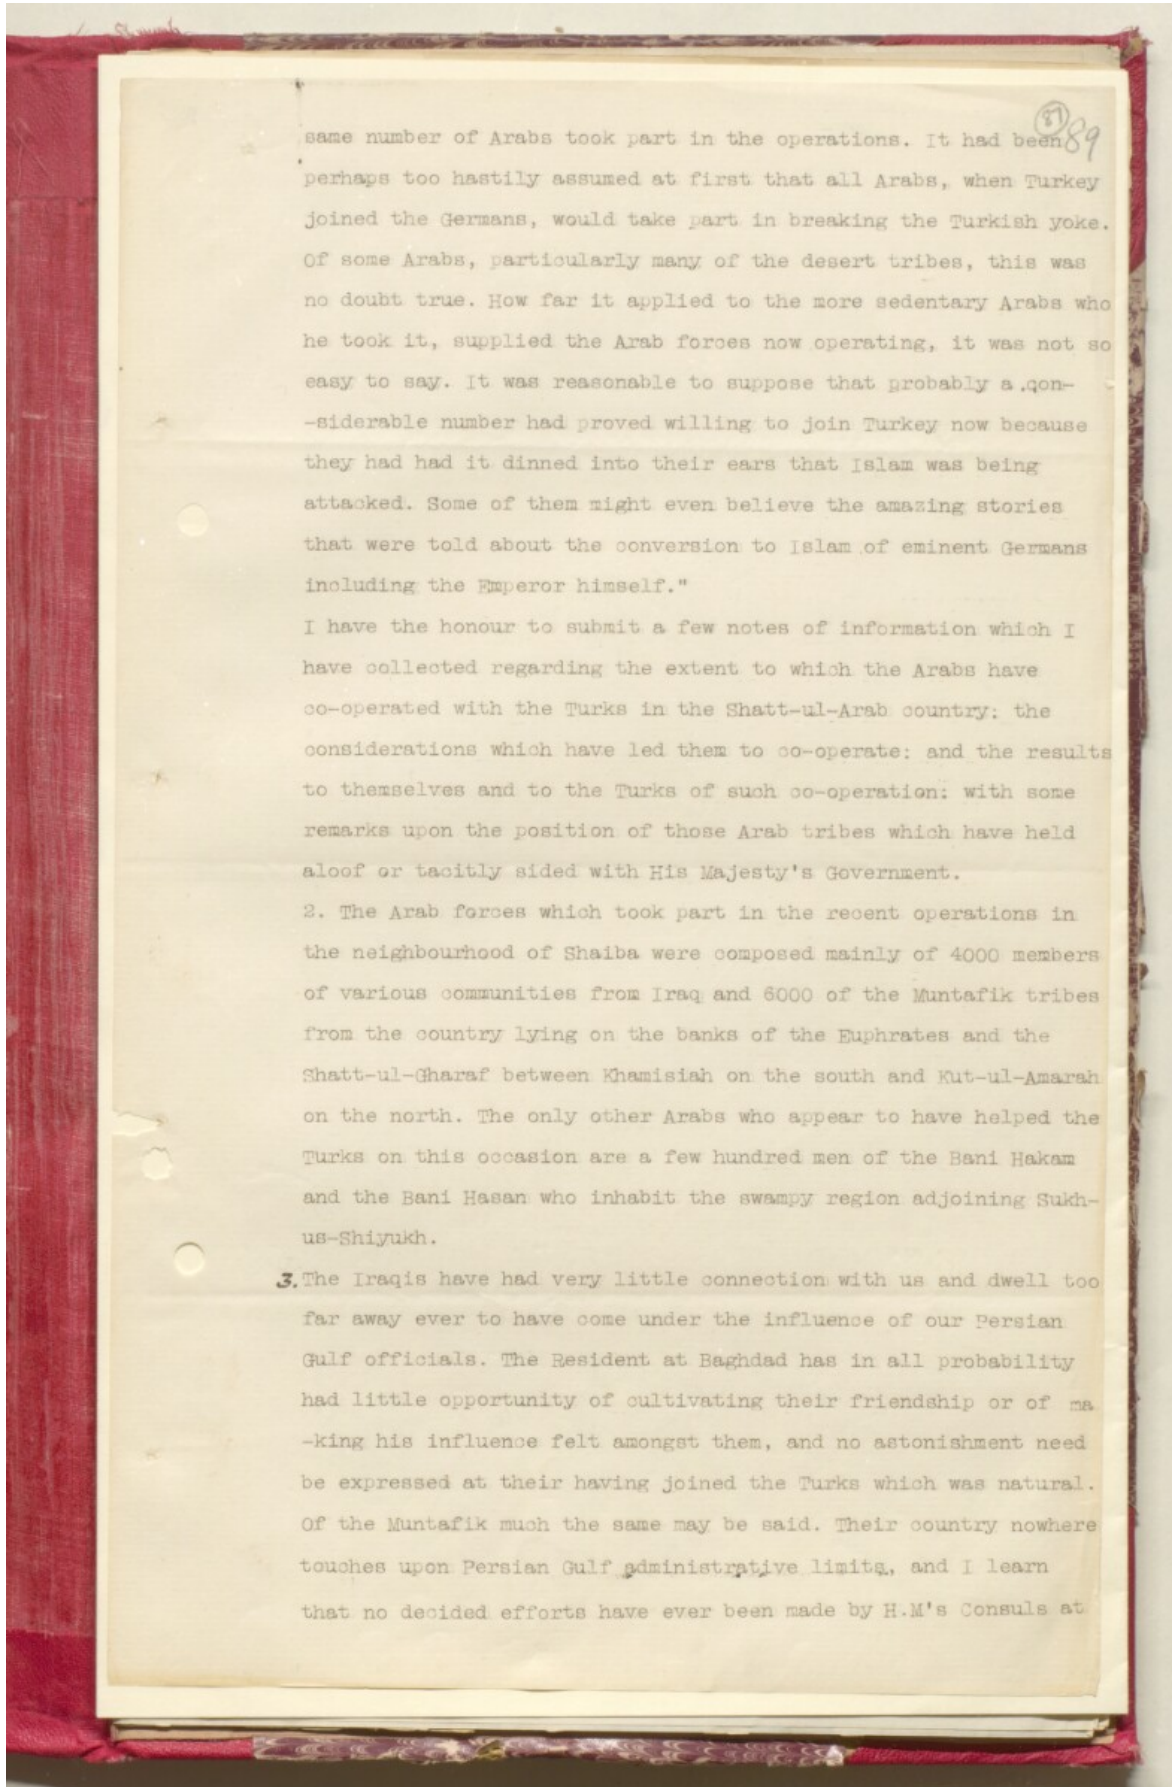 (87)
89
same number of Arabs took part in the operations. It had been
perhaps too hastily assumed at first that all Arabs, when Turkey
joined the Germans, would take part in breaking the Turkish yoke.
Of some Arabs, particularly many of the desert tribes, this was
no doubt true. How far it applied to the more sedentary Arabs who
he took it, supplied the Arab forces now operating, it was not so
easy to say. It was reasonable to suppose that probably a con-
-siderable number had proved willing to join Turkey now because
they had had it dinned into their ears that Islam was being
attacked. Some of them might even believe the amazing stories
that were told about the conversion to Islam of eminent Germans
including the Emperor himself."
I have the honour to submit a few notes of information which I
have collected regarding the extent to which the Arabs have
co-operated with the Turks in the Shatt-ul-Arab country: the
considerations which have led them to co-operate: and the results
to themselves and to the Turks of such co-operation: with some
remarks upon the position of those Arab tribes which have held
aloof or tacitly sided with His Majesty's Government.
2. The Arab forces which took part in the recent operations in
the neighbourhood of Shaiba were composed mainly of 4000 members
of various communities from Iraq and 6000 of the Muntafik tribes
from the country lying on the banks of the Euphrates and the
Shatt-ul-Gharaf between Khamisiah on the south and Kut-ul-Amarah
on the north. The only other Arabs who appear to have helped the
Turks on this occasion are a few hundred men of the Bani Hakam
and the Bani Hasan who inhabit the swampy region adjoining Sukh-
us-Shiyukh.
3. The Iraqis have had very little connection with us and dwell too
far away ever to have come under the influence of our Persian
Gulf officials. The Resident at Baghdad has in all probability
had little opportunity of cultivating their friendship or of ma
-king his influence felt amongst them, and no astonishment need
be expressed at their having joined the Turks which was natural.
Of the Muntafik much the same may be said. Their country nowhere
touches upon Persian Gulf administrative limits, and I learn
that no decided efforts have ever been made by H.M's Consuls at